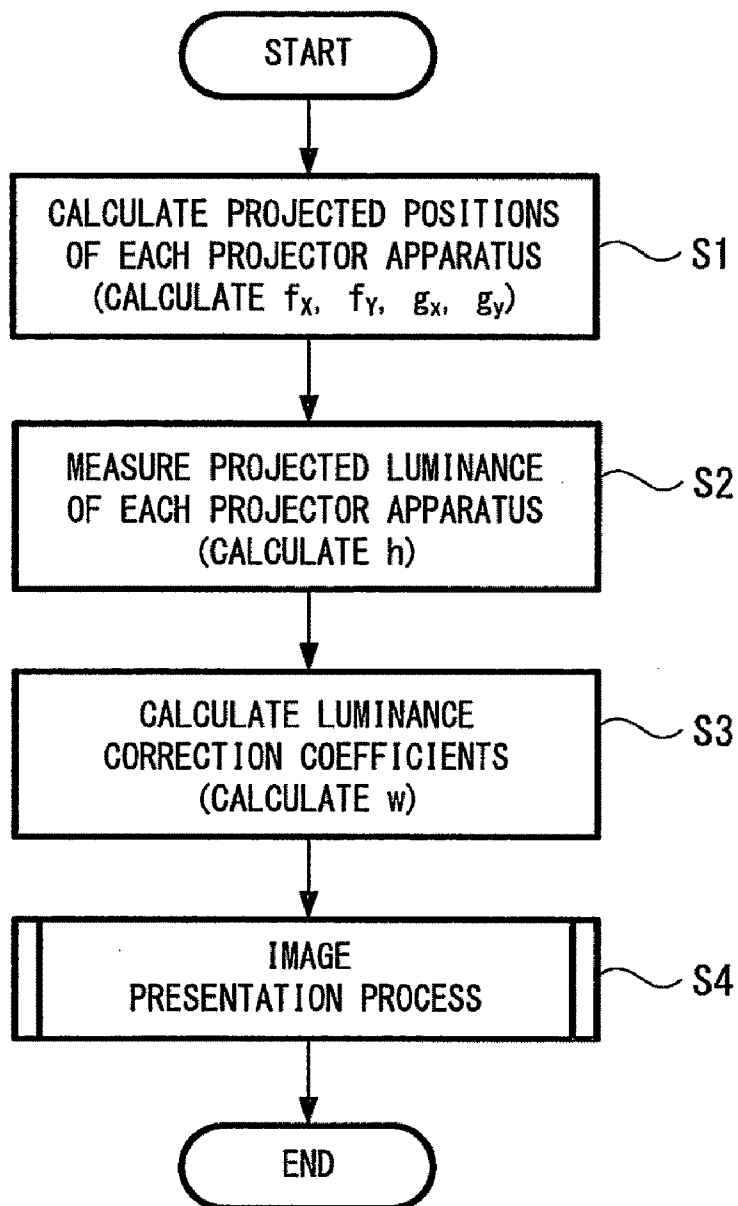 START
CALCULATE PROJECTED POSITIONS
OF EACH PROJECTOR APPARATUS
(CALCULATE fX, fY, gx, gy)
S1
MEASURE PROJECTED LUMINANCE
OF EACH PROJECTOR APPARATUS
(CALCULATE h)
S2
CALCULATE LUMINANCE
CORRECTION COEFFICIENTS
(CALCULATE w)
S3
IMAGE
PRESENTATION PROCESS
S4
END